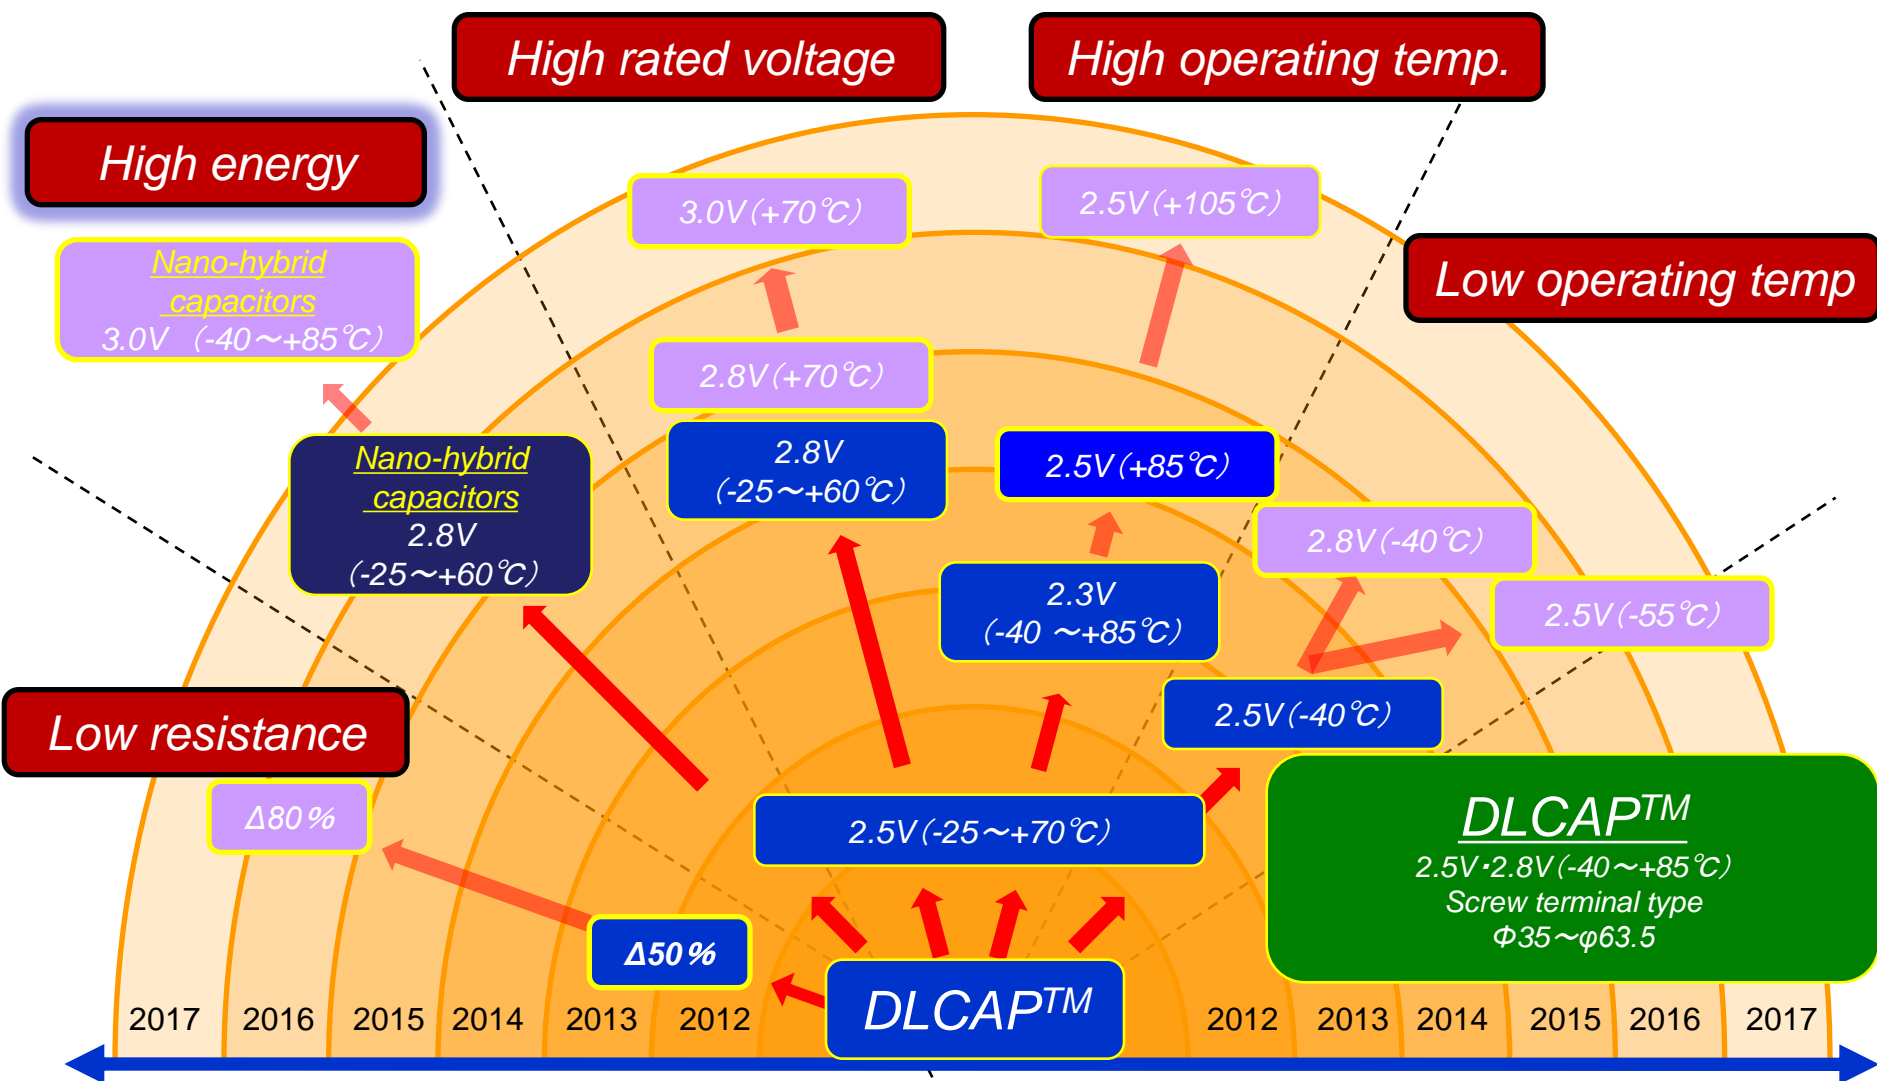 High rated voltage
High operating temp.
High energy
3.0V（+70℃）
2.5V（+105℃）
Low operating temp
Nano-hybrid
capacitors
3.0V （-40～+85℃）
2.8V（+70℃）
Nano-hybrid
capacitors
2.8V
（-25～+60℃）
2.8V
（-25～+60℃）
2.5V（+85℃）
2.8V（-40℃）
2.3V
（-40 ～+85℃）
2.5V（-55℃）
Low resistance
2.5V（-40℃）
Δ80％
2.5V（-25～+70℃）
DLCAP™
2.5V･2.8V（-40～+85℃）
Screw terminal type
Φ35～φ63.5
Δ50％
DLCAP™
2017 2016 2015 2014 2013 2012 2012 2013 2014 2015 2016 2017